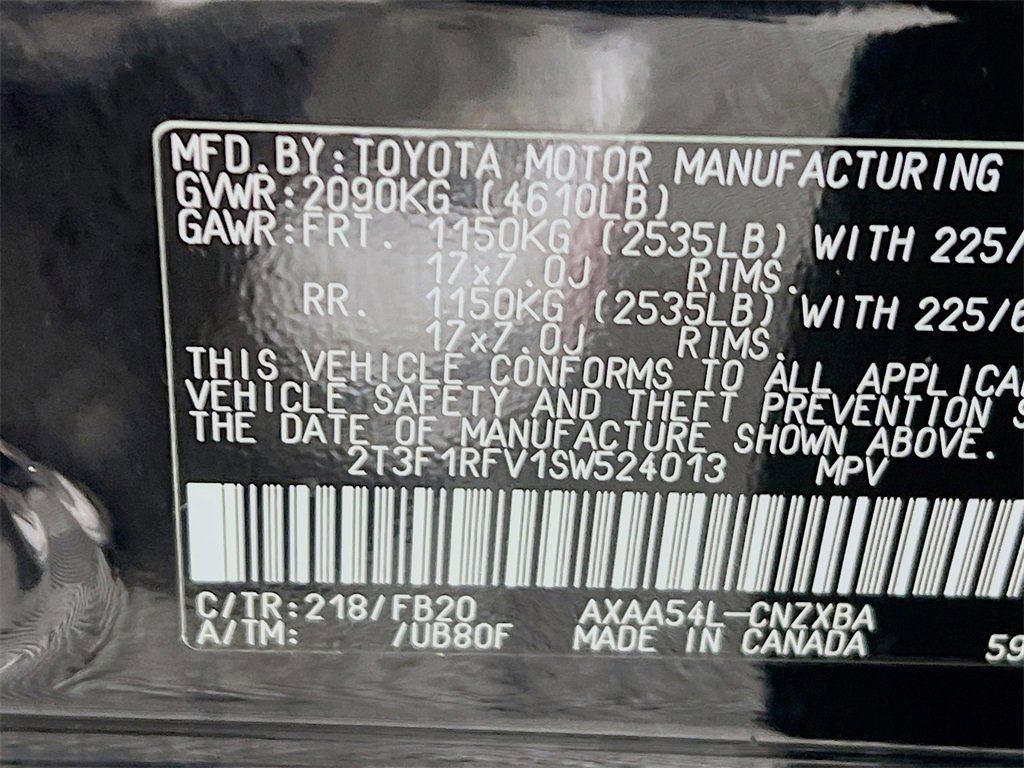 MFD.BY:TOYOTA MOTOR MANUFACTURING
GVWR:2090KG (4610LB)
GAWR:FRT. 1150KG (2535LB) WITH 225/
17x7.0J RIMS.
RR. 1150KG (2535LB) WITH 225/6
17x7.0J RIMS.
THIS VEHICLE CONFORMS TO ALL APPLICA
VEHICLE SAFETY AND THEFT PREVENTION S
THE DATE OF MANUFACTURE SHOWN ABOVE.
2T3F1RFV1SW524013 MPV
C/TR:218/FB20 AXAA54L-CNZXBA
A/TM: /UB80F MADE IN CANADA 59